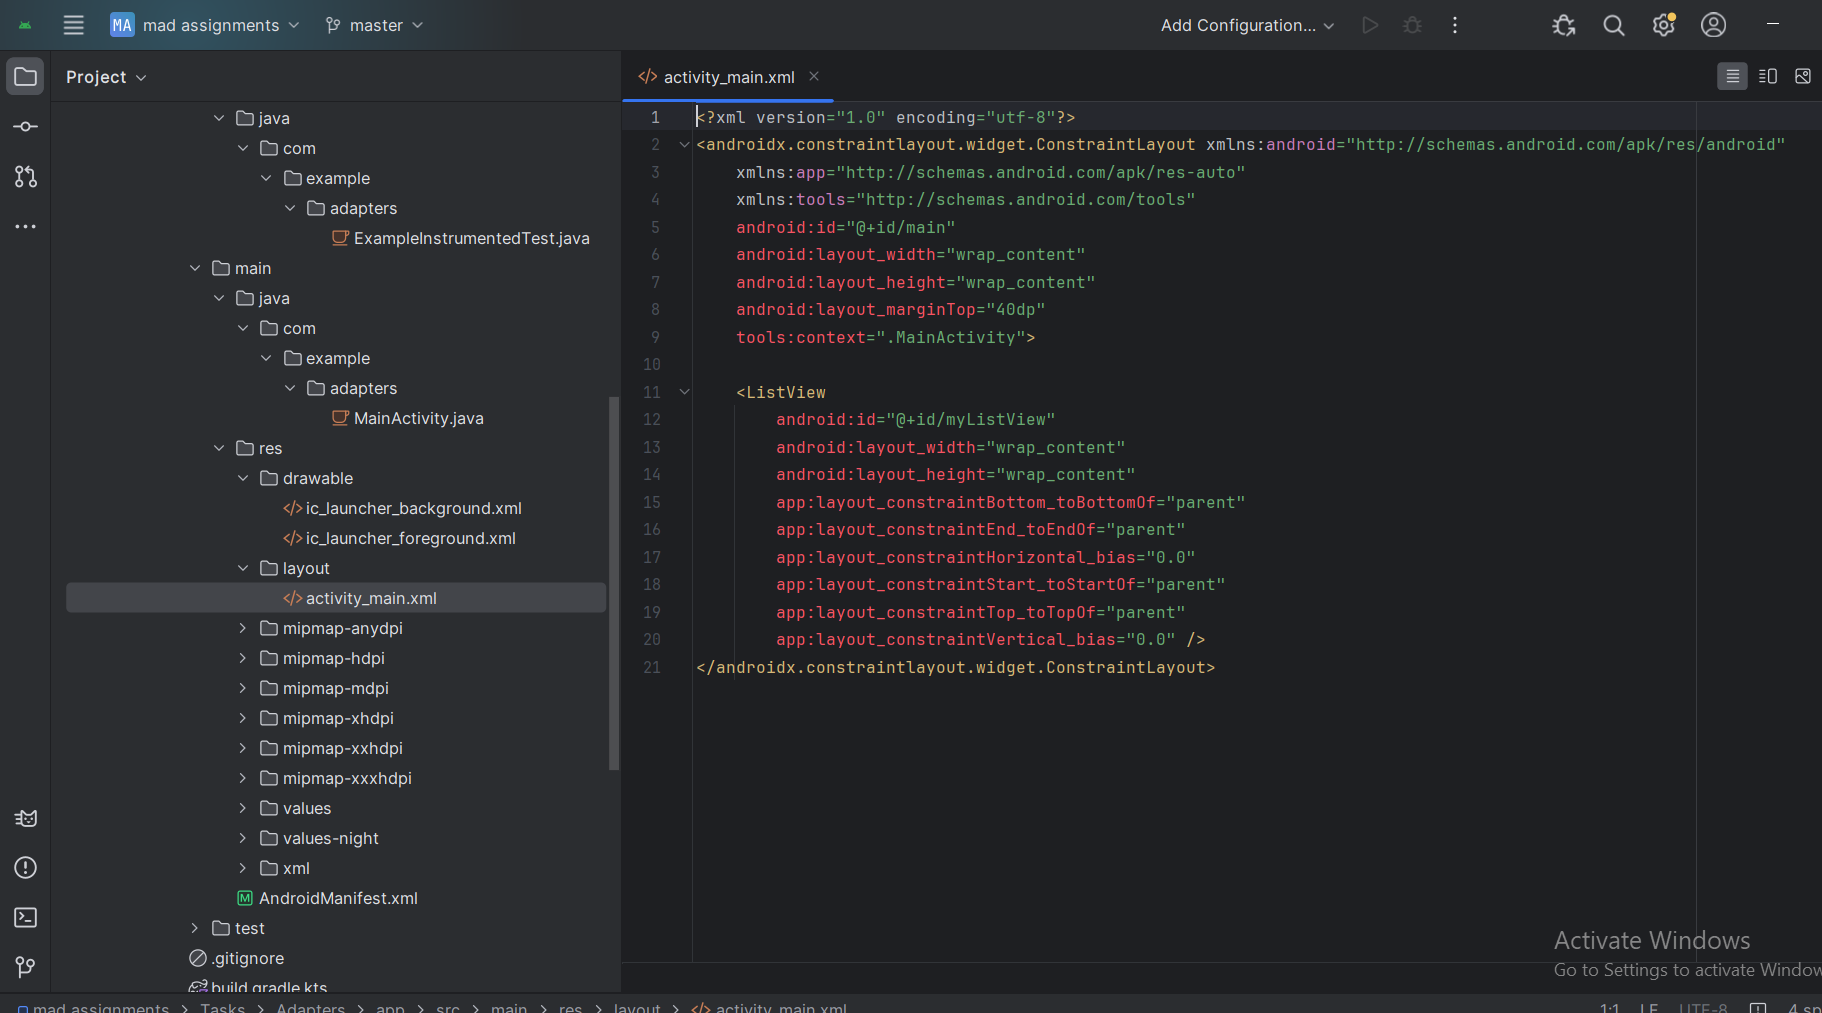 MA mad assignments master Add Configuration...
Project
java
com
example
adapters
ExampleInstrumentedTest.java
main
java
com
example
adapters
MainActivity.java
res
drawable
</> ic_launcher_background.xml
</> ic_launcher_foreground.xml
layout
</> activity_main.xml
mipmap-anydpi
mipmap-hdpi
mipmap-mdpi
mipmap-xhdpi
mipmap-xxhdpi
mipmap-xxxhdpi
values
values-night
xml
M AndroidManifest.xml
test
.gitignore
build.gradle.kts
</> activity_main.xml
1 <?xml version="1.0" encoding="utf-8"?>
2 <androidx.constraintlayout.widget.ConstraintLayout xmlns:android="http://schemas.android.com/apk/res/android"
3 xmlns:app="http://schemas.android.com/apk/res-auto"
4 xmlns:tools="http://schemas.android.com/tools"
5 android:id="@+id/main"
6 android:layout_width="wrap_content"
7 android:layout_height="wrap_content"
8 android:layout_marginTop="40dp"
9 tools:context=".MainActivity">
10
11 <ListView
12 android:id="@+id/myListView"
13 android:layout_width="wrap_content"
14 android:layout_height="wrap_content"
15 app:layout_constraintBottom_toBottomOf="parent"
16 app:layout_constraintEnd_toEndOf="parent"
17 app:layout_constraintHorizontal_bias="0.0"
18 app:layout_constraintStart_toStartOf="parent"
19 app:layout_constraintTop_toTopOf="parent"
20 app:layout_constraintVertical_bias="0.0" />
21 </androidx.constraintlayout.widget.ConstraintLayout>
Activate Windows
Go to Settings to activate Window
mad assignments > Tasks > Adapters > app > src > main > res > layout > </> activity_main.xml 1:1 LF UTF-8 4 sp